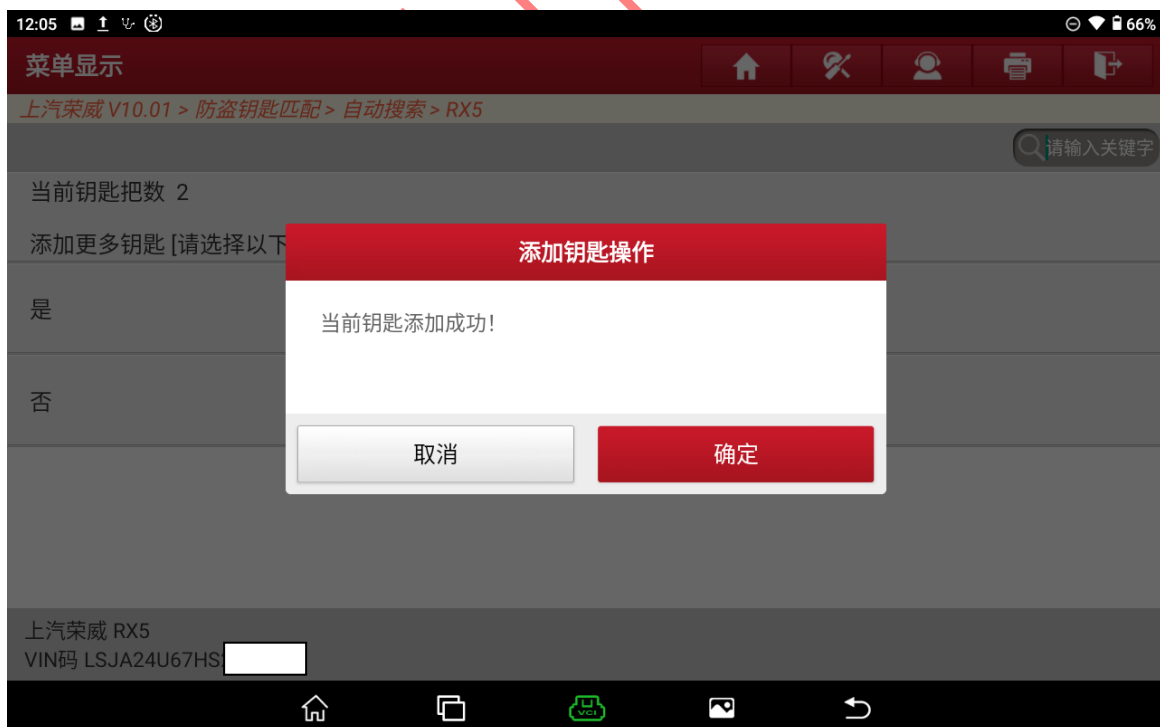 12:05
66%
菜单显示
上汽荣威 V10.01 > 防盗钥匙匹配 > 自动搜索 > RX5
请输入关键字
当前钥匙把数 2
添加更多钥匙 [请选择以下
添加钥匙操作
是
当前钥匙添加成功!
否
取消
确定
上汽荣威 RX5
VIN码 LSJA24U67HS
VCI